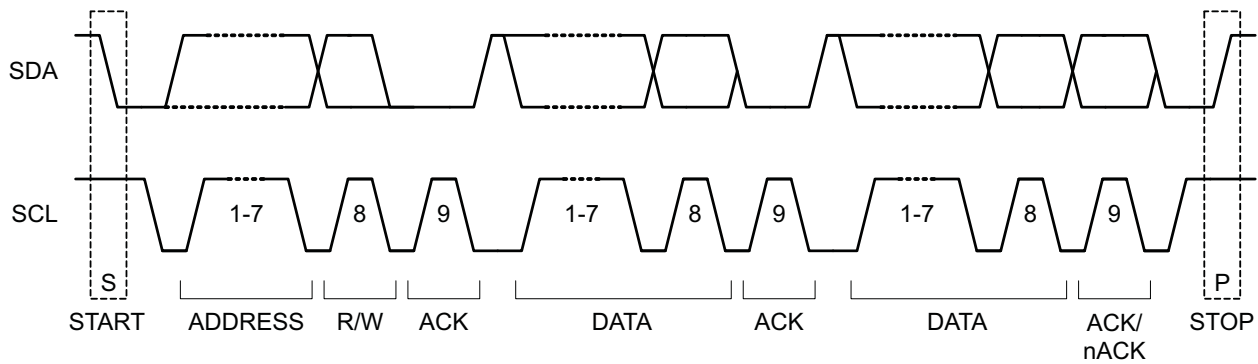 SDA
SCL
1-7 8 9 1-7 8 9 1-7 8 9
S P
START ADDRESS R/W ACK DATA ACK DATA ACK/ STOP
nACK